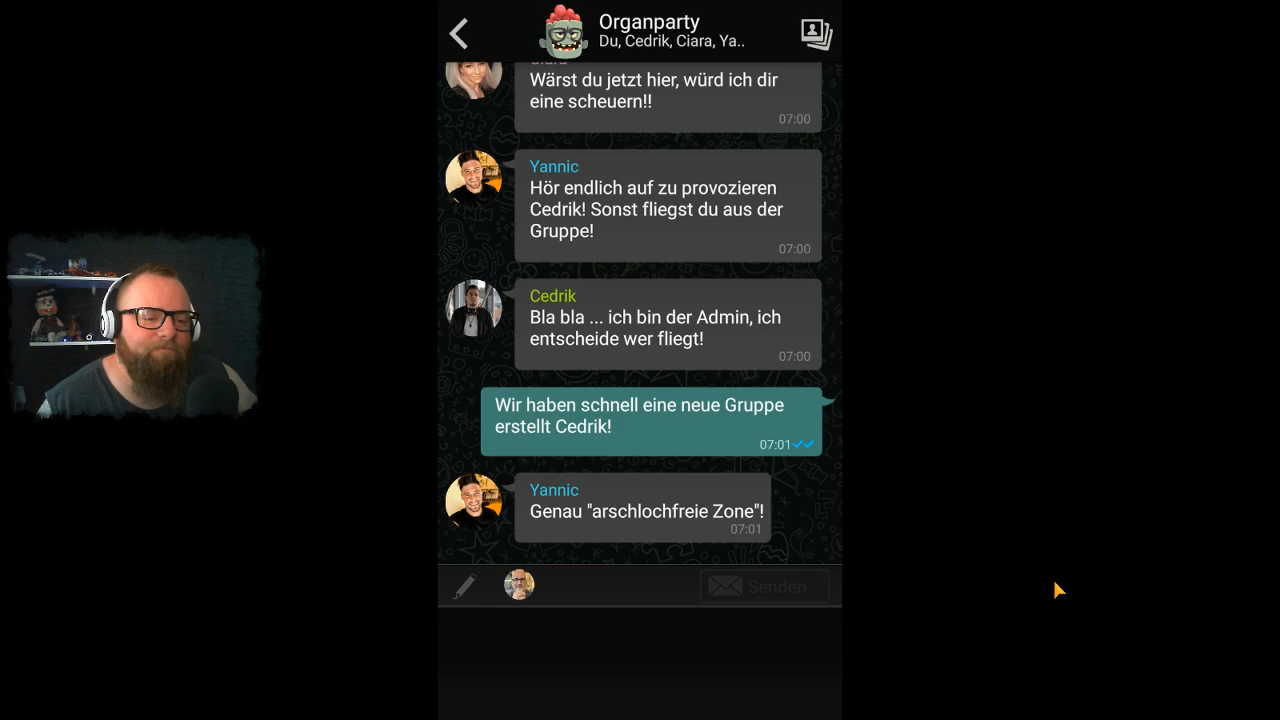 Organparty
Du, Cedrik, Ciara, Ya..
Ciara
Wärst du jetzt hier, würd ich dir
eine scheuern!!
07:00
Yannic
Hör endlich auf zu provozieren
Cedrik! Sonst fliegst du aus der
Gruppe!
07:00
Cedrik
Bla bla ... ich bin der Admin, ich
entscheide wer fliegt!
07:00
Wir haben schnell eine neue Gruppe
erstellt Cedrik!
07:01
Yannic
Genau "arschlochfreie Zone"!
07:01
Senden